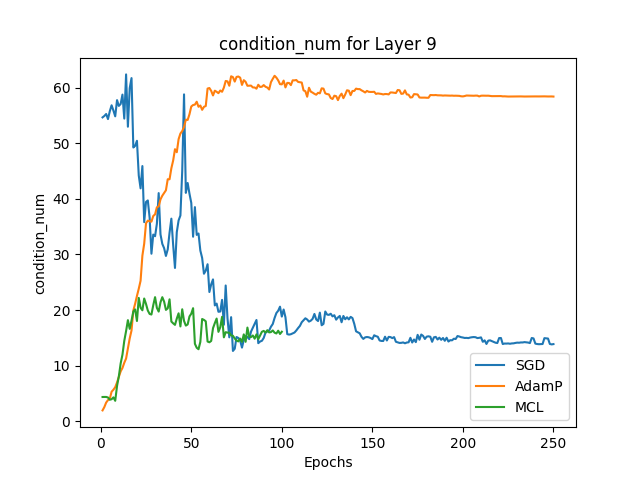 condition_num for Layer 9
condition_num
60
50
40
30
20
10
0
0 50 100 150 200 250
Epochs
SGD
AdamP
MCL